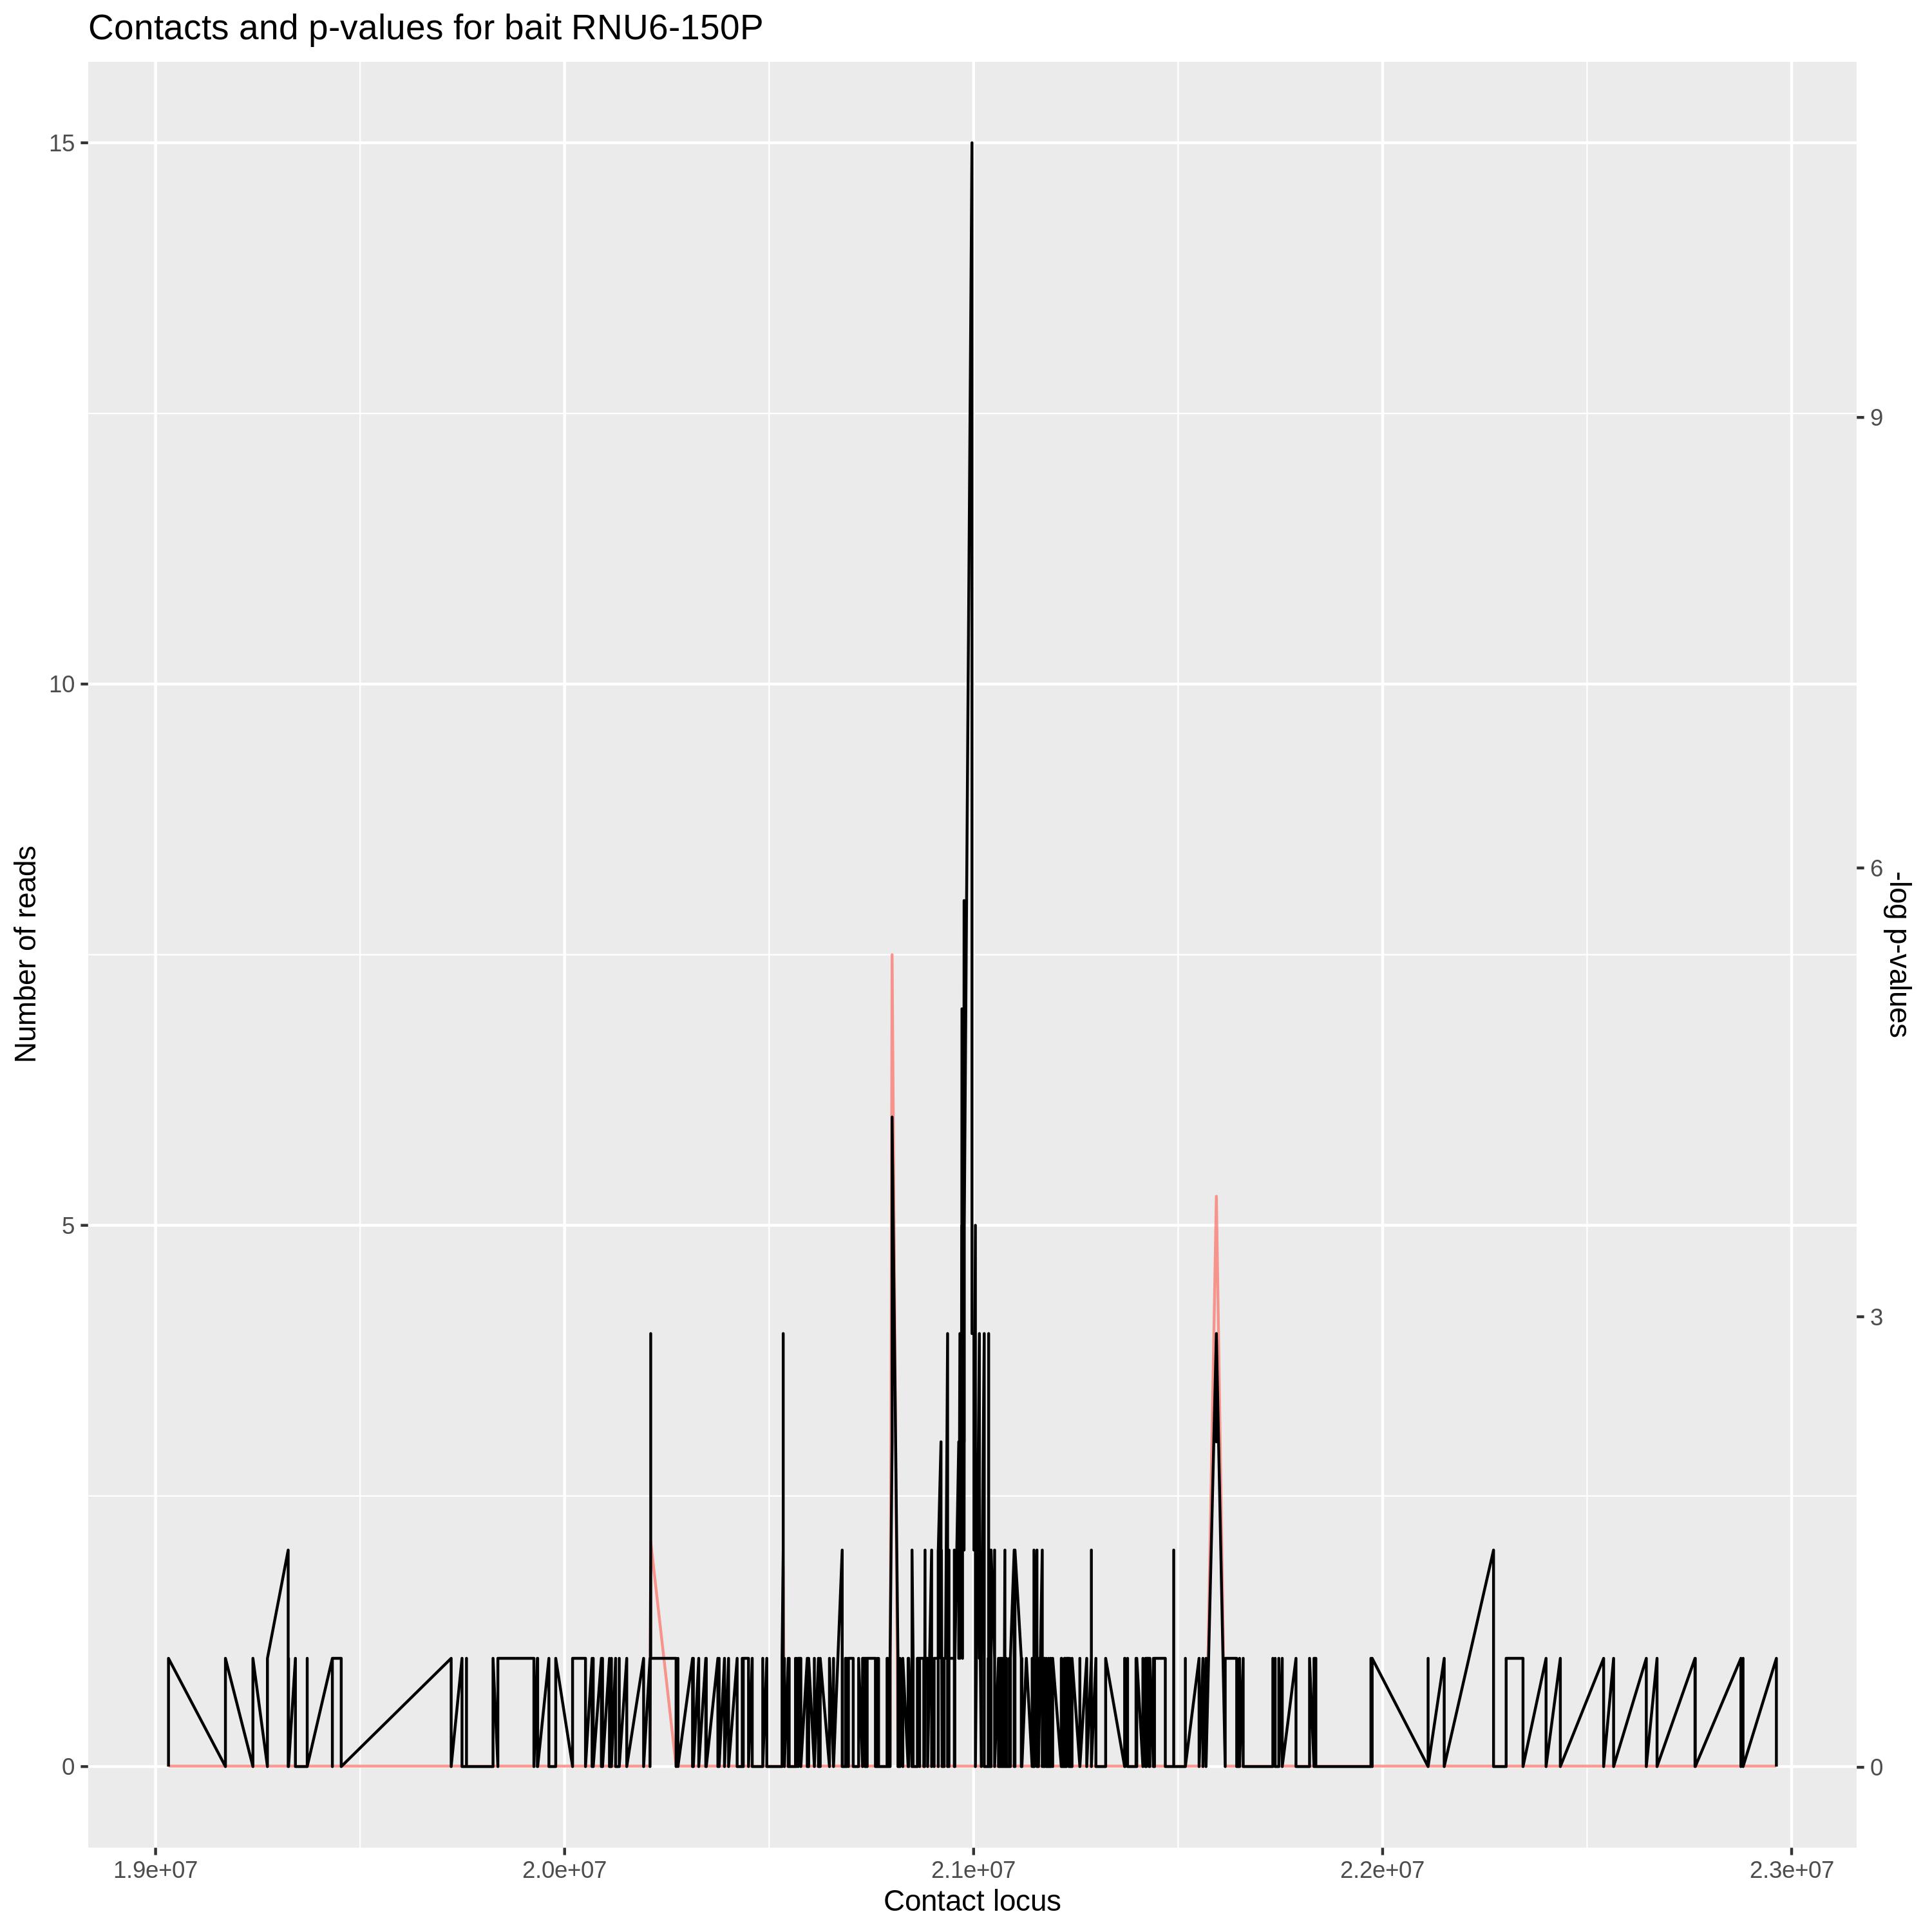 Contacts and p-values for bait RNU6-150P
15
10
5
0
9
6
3
0
Number of reads
-log p-values
1.9e+07 2.0e+07 2.1e+07 2.2e+07 2.3e+07
Contact locus